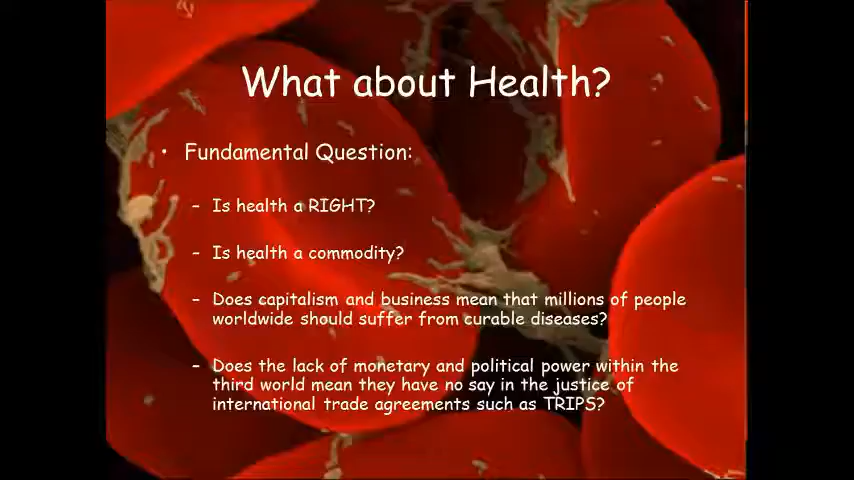 What about Health?
• Fundamental Question:
– Is health a RIGHT?
– Is health a commodity?
– Does capitalism and business mean that millions of people
worldwide should suffer from curable diseases?
– Does the lack of monetary and political power within the
third world mean they have no say in the justice of
international trade agreements such as TRIPS?